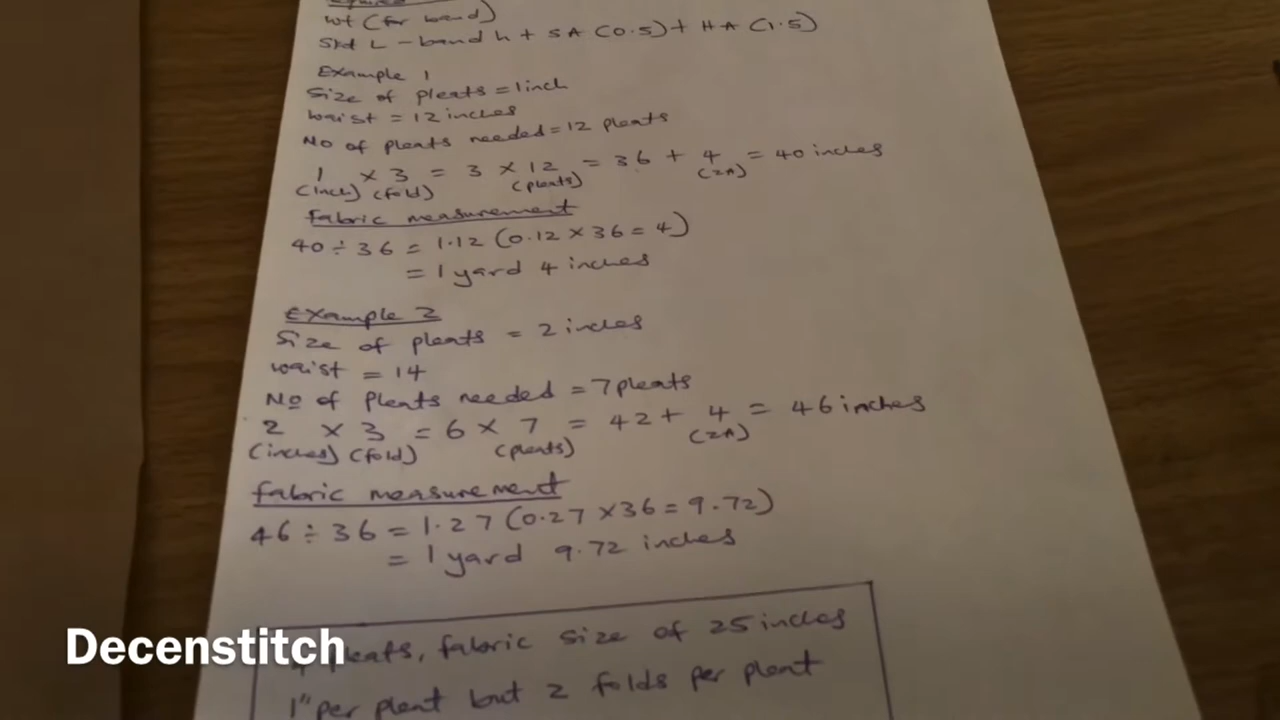 wt (for band)
Skt L - band h + SA (0.5) + HA (1.5)
Example 1
Size of pleats = 1inch
waist = 12 inches
No of pleats needed = 12 pleats
1 × 3 = 3 × 12 = 36 + 4 = 40 inches
(inch) (fold) (pleats) (ZA)
Fabric measurement
40 ÷ 36 = 1.12 (0.12 × 36 = 4)
= 1 yard 4 inches
Example 2
Size of pleats = 2 inches
waist = 14
No of pleats needed = 7 pleats
2 × 3 = 6 × 7 = 42 + 4 = 46 inches
(inches) (fold) (pleats) (ZA)
fabric measurement
46 ÷ 36 = 1.27 (0.27 × 36 = 9.72)
= 1 yard 9.72 inches
pleats, fabric size of 25 inches
1" per pleat but 2 folds per pleat
Decenstitch